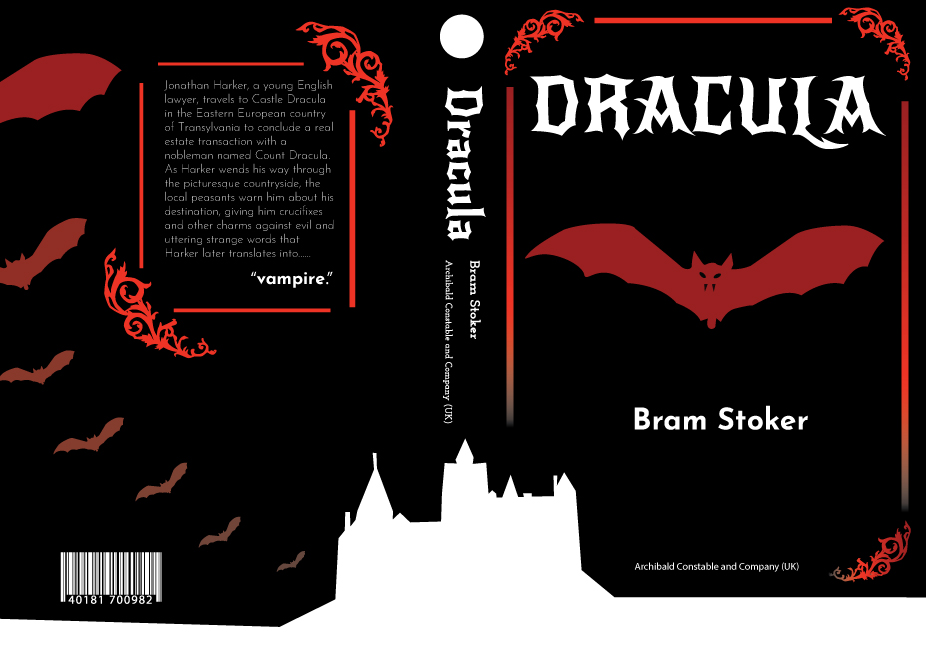 Jonathan Harker, a young English
lawyer, travels to Castle Dracula
in the Eastern European country
of Transylvania to conclude a real
estate transaction with a
nobleman named Count Dracula.
As Harker wends his way through
the picturesque countryside, the
local peasants warn him about his
destination, giving him crucifixes
and other charms against evil and
uttering strange words that
Harker later translates into......
“vampire.”
40181 700982
Dracula
Bram Stoker
Archibald Constable and Company (UK)
DRACULA
Bram Stoker
Archibald Constable and Company (UK)